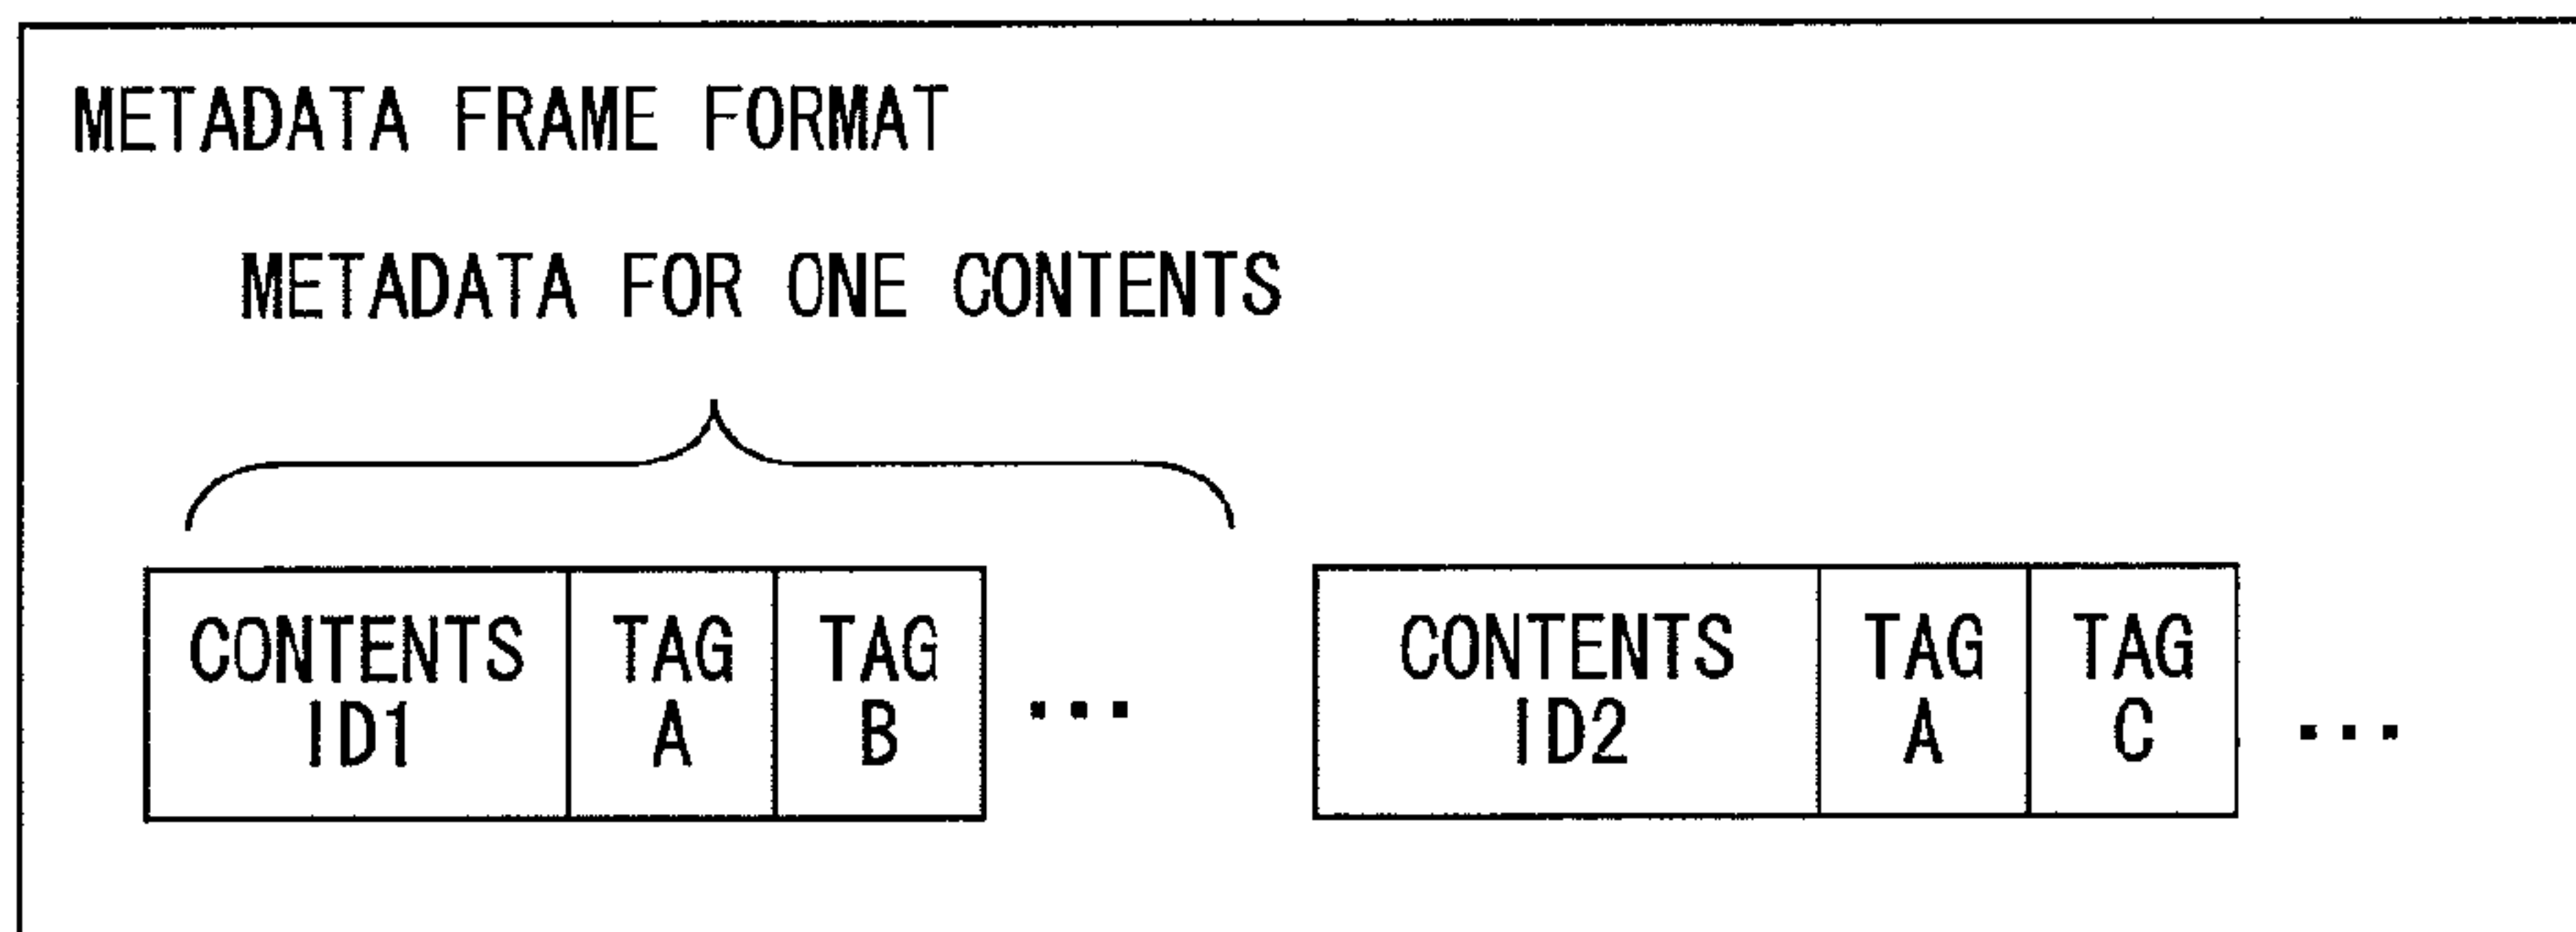 METADATA FRAME FORMAT
METADATA FOR ONE CONTENTS
CONTENTS ID1
TAG A
TAG B
...
CONTENTS ID2
TAG A
TAG C
...